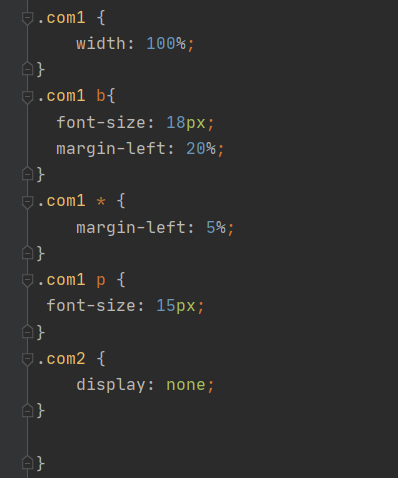 .com1 {
    width: 100%;
}
.com1 b{
  font-size: 18px;
  margin-left: 20%;
}
.com1 * {
    margin-left: 5%;
}
.com1 p {
 font-size: 15px;
}
.com2 {
    display: none;
}

}